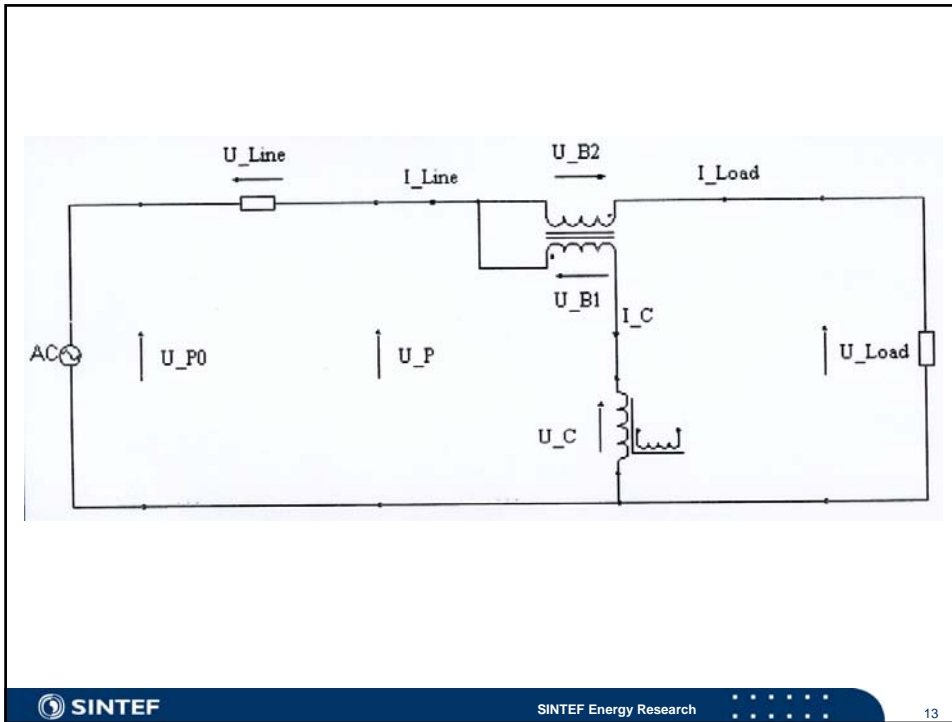 U_Line
U_B2
I_Line
I_Load
U_B1
I_C
AC
U_P0
U_P
U_Load
U_C
SINTEF
SINTEF Energy Research
13